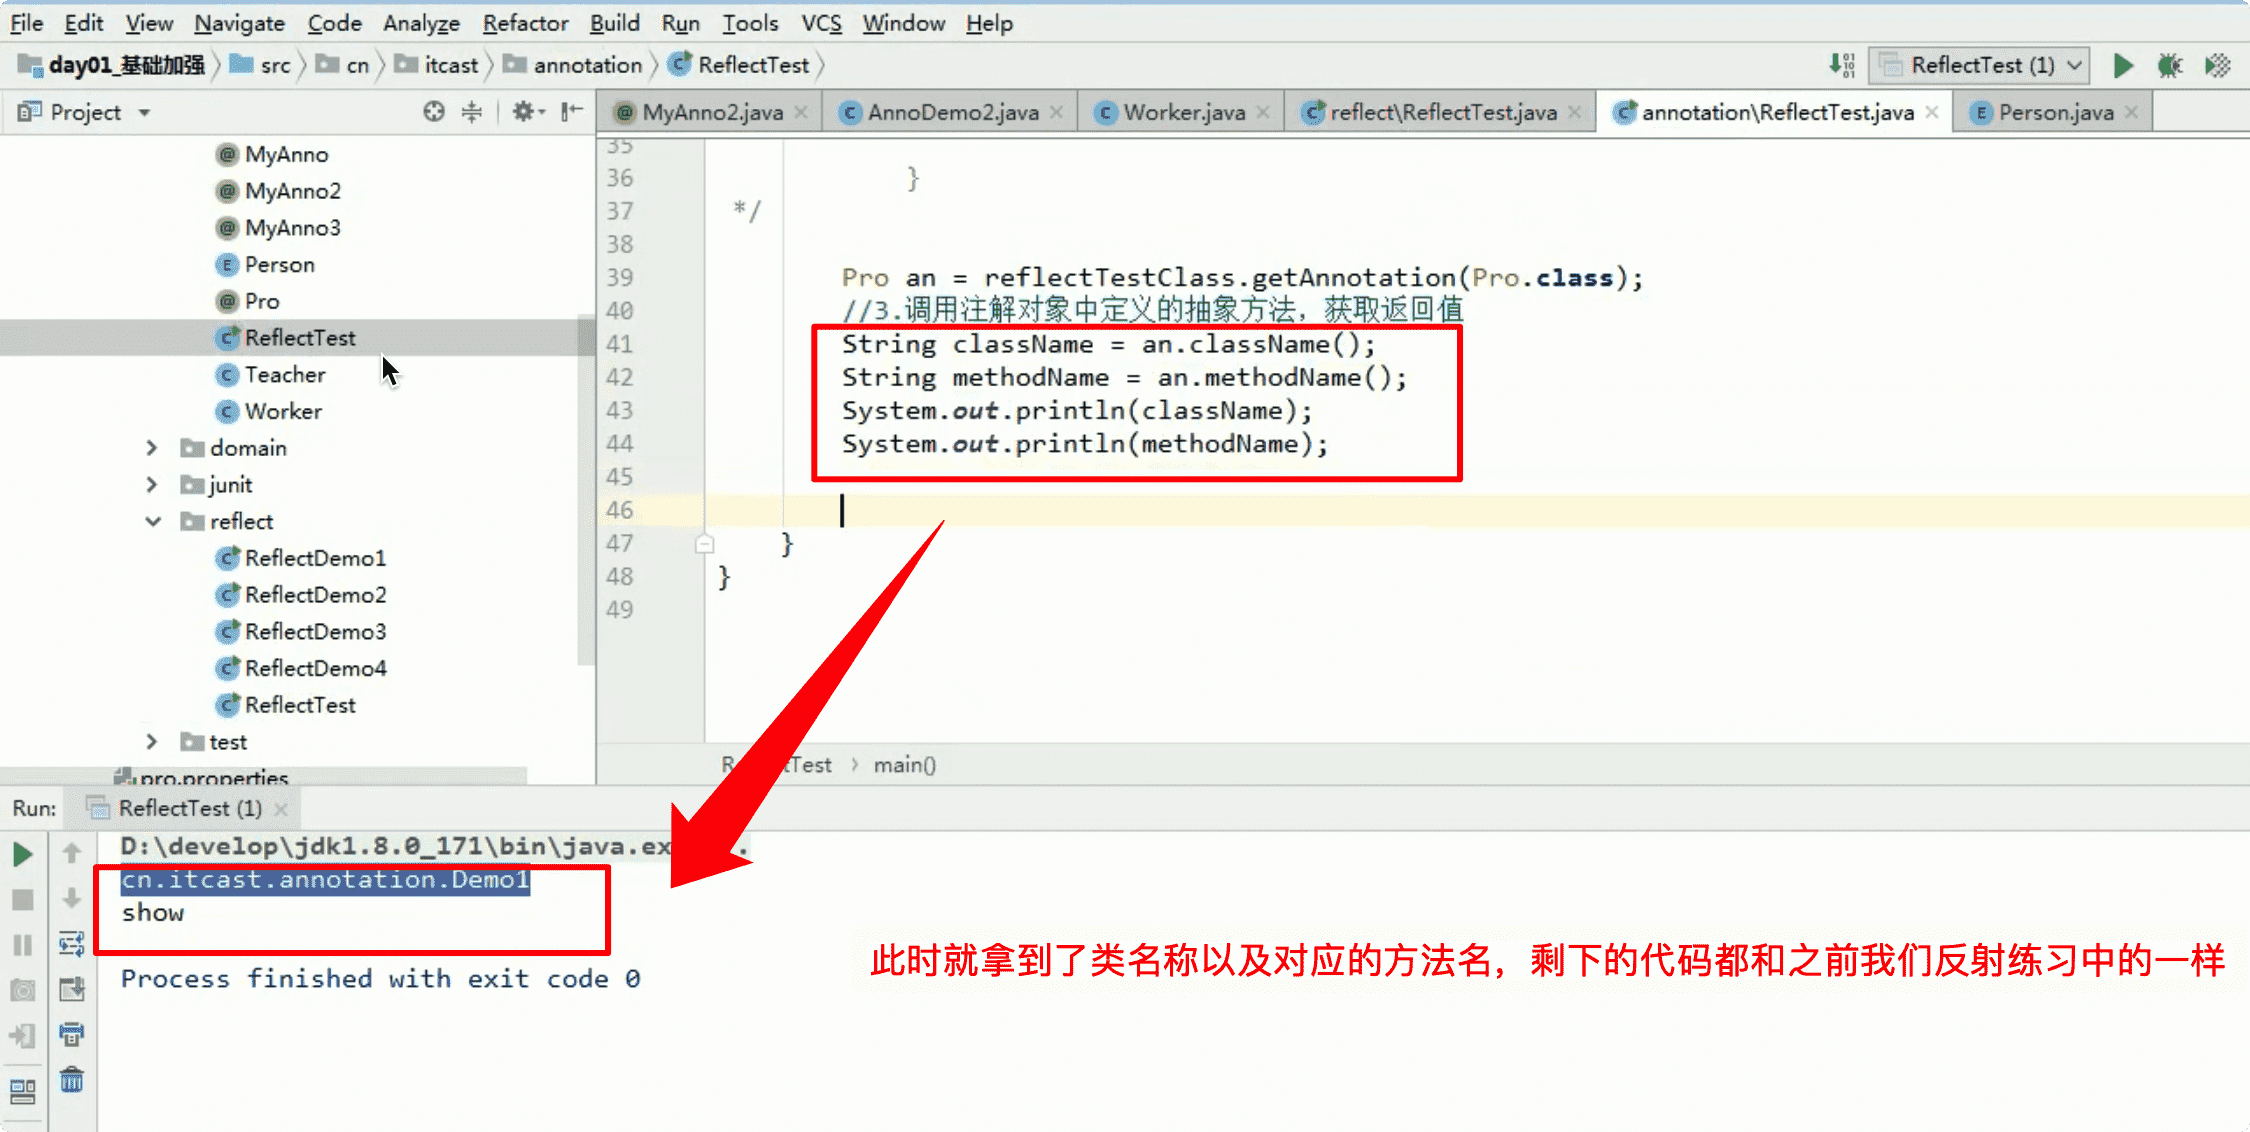 File Edit View Navigate Code Analyze Refactor Build Run Tools VCS Window Help
day01_基础加强 src cn itcast annotation ReflectTest ReflectTest (1)
Project MyAnno2.java AnnoDemo2.java Worker.java reflect\ReflectTest.java annotation\ReflectTest.java Person.java
MyAnno
MyAnno2
MyAnno3
Person
Pro
ReflectTest
Teacher
Worker
domain
junit
reflect
ReflectDemo1
ReflectDemo2
ReflectDemo3
ReflectDemo4
ReflectTest
test
pro.properties
35
36 }
37 */
38
39 Pro an = reflectTestClass.getAnnotation(Pro.class);
40 //3.调用注解对象中定义的抽象方法，获取返回值
41 String className = an.className();
42 String methodName = an.methodName();
43 System.out.println(className);
44 System.out.println(methodName);
45
46
47 }
48 }
49
main()
Run: ReflectTest (1)
D:\develop\jdk1.8.0_171\bin\java.ex
cn.itcast.annotation.Demo1
show
Process finished with exit code 0
此时就拿到了类名称以及对应的方法名，剩下的代码都和之前我们反射练习中的一样